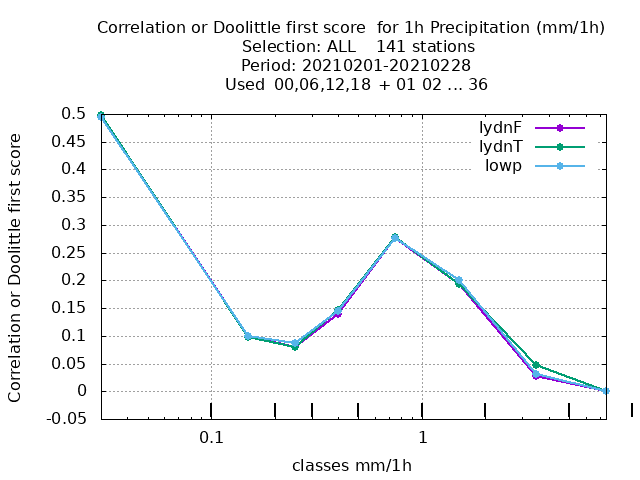 Correlation or Doolittle first score  for 1h Precipitation (mm/1h)
Selection: ALL    141 stations
Period: 20210201-20210228
Used  00,06,12,18  + 01 02 ... 36
0.5
0.45
0.4
0.35
0.3
0.25
0.2
0.15
0.1
0.05
0
-0.05
Correlation or Doolittle first score
lydnF
lydnT
lowp
0.1
1
classes mm/1h